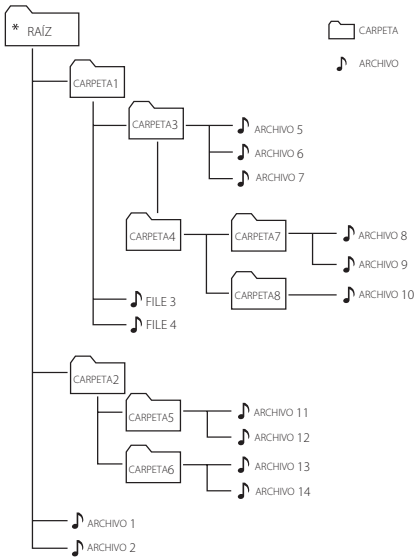 * RAÍZ
CARPETA
ARCHIVO
CARPETA1
CARPETA3
ARCHIVO 5
ARCHIVO 6
ARCHIVO 7
CARPETA4
CARPETA7
ARCHIVO 8
ARCHIVO 9
CARPETA8
ARCHIVO 10
FILE 3
FILE 4
CARPETA2
CARPETA5
ARCHIVO 11
ARCHIVO 12
CARPETA6
ARCHIVO 13
ARCHIVO 14
ARCHIVO 1
ARCHIVO 2